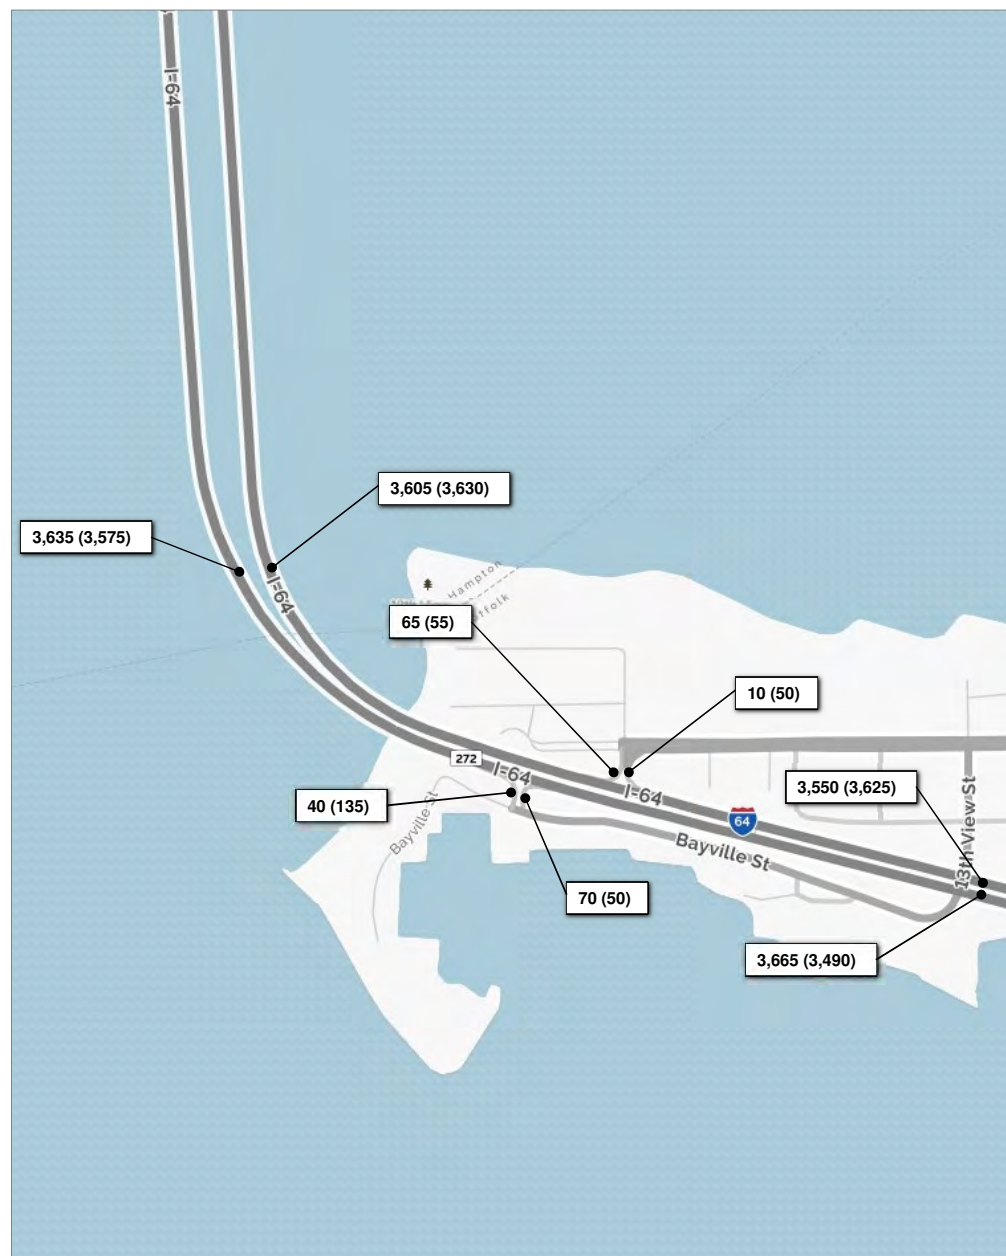 I-64
3,605 (3,630)
3,635 (3,575)
I-64
Hampton
65 (55)
10 (50)
272
I-64
I-64
3,550 (3,625)
40 (135)
64
Bayville St
Bayville St
13th View St
70 (50)
3,665 (3,490)